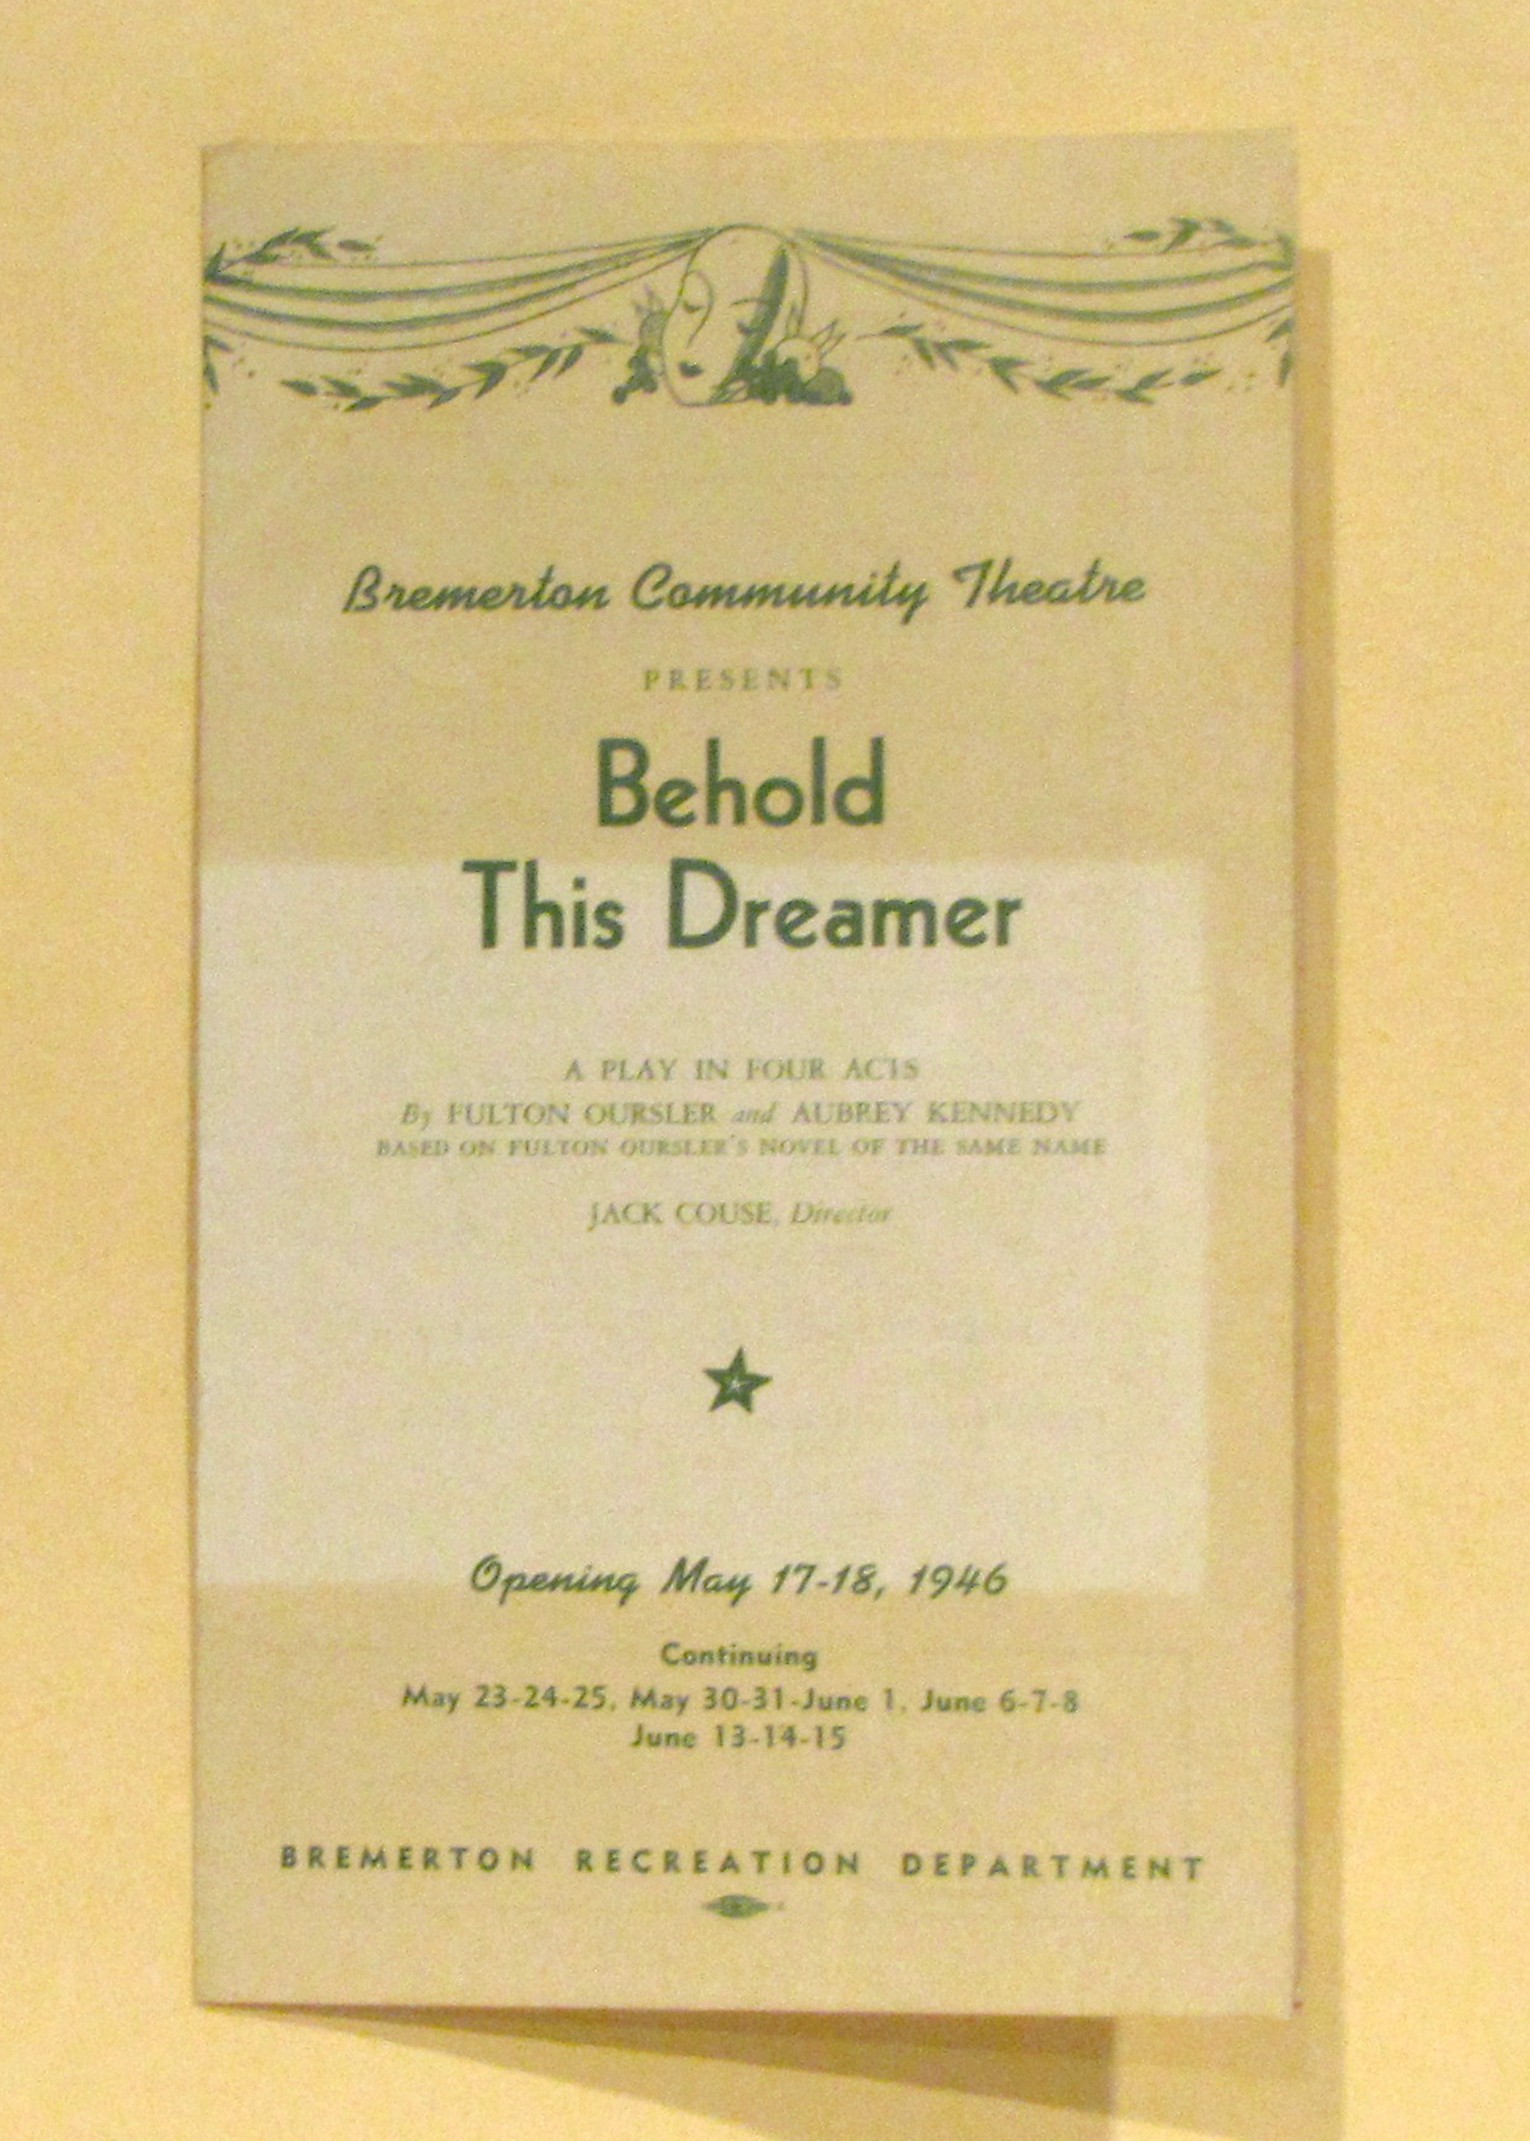 Bremerton Community Theatre
PRESENTS
Behold
This Dreamer
A PLAY IN FOUR ACTS
By FULTON OURSLER and AUBREY KENNEDY
BASED ON FULTON OURSLER'S NOVEL OF THE SAME NAME
JACK COUSE, Director
Opening May 17-18, 1946
Continuing
May 23-24-25, May 30-31-June 1, June 6-7-8
June 13-14-15
BREMERTON RECREATION DEPARTMENT